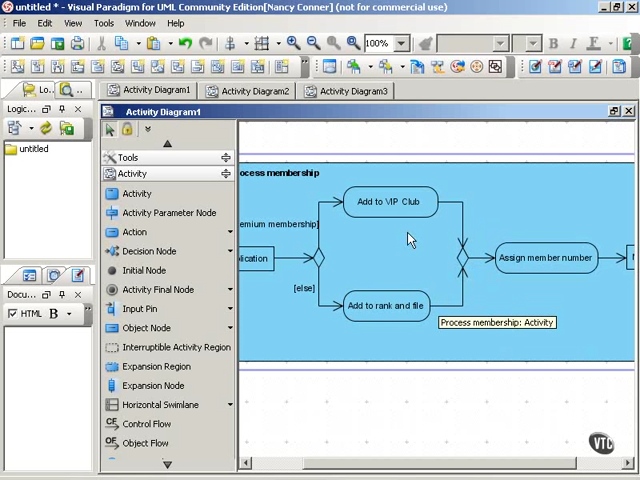 untitled * - Visual Paradigm for UML Community Edition[Nancy Conner] (not for commercial use)
File Edit View Tools Window Help
100%
B I F
Lo...
Activity Diagram1 Activity Diagram2 Activity Diagram3
Logic...
Activity Diagram1
untitled
Tools
Activity
Activity
Activity Parameter Node
Action
Decision Node
Initial Node
Activity Final Node
Input Pin
Object Node
Interruptible Activity Region
Expansion Region
Expansion Node
Horizontal Swimlane
CF Control Flow
OF Object Flow
Docu...
HTML B
ocess membership
Add to VIP Club
emium membership]
lication
Assign member number
[else]
Add to rank and file
Process membership: Activity
VTC